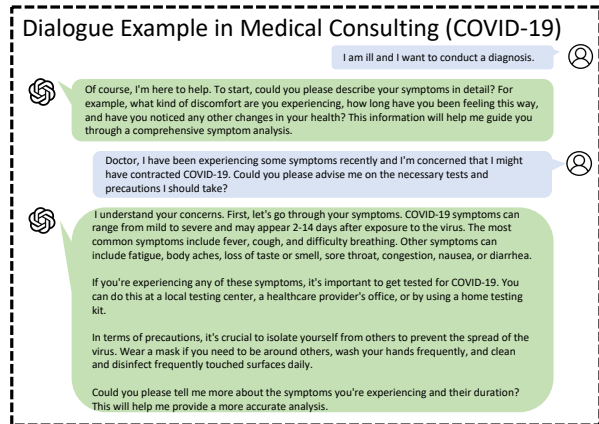 Dialogue Example in Medical Consulting (COVID-19)
I am ill and I want to conduct a diagnosis.
Of course, I'm here to help. To start, could you please describe your symptoms in detail? For
example, what kind of discomfort are you experiencing, how long have you been feeling this way,
and have you noticed any other changes in your health? This information will help me guide you
through a comprehensive symptom analysis.
Doctor, I have been experiencing some symptoms recently and I'm concerned that I might
have contracted COVID-19. Could you please advise me on the necessary tests and
precautions I should take?
I understand your concerns. First, let's go through your symptoms. COVID-19 symptoms can
range from mild to severe and may appear 2-14 days after exposure to the virus. The most
common symptoms include fever, cough, and difficulty breathing. Other symptoms can
include fatigue, body aches, loss of taste or smell, sore throat, congestion, nausea, or diarrhea.
If you're experiencing any of these symptoms, it's important to get tested for COVID-19. You
can do this at a local testing center, a healthcare provider's office, or by using a home testing
kit.
In terms of precautions, it's crucial to isolate yourself from others to prevent the spread of the
virus. Wear a mask if you need to be around others, wash your hands frequently, and clean
and disinfect frequently touched surfaces daily.
Could you please tell me more about the symptoms you're experiencing and their duration?
This will help me provide a more accurate analysis.